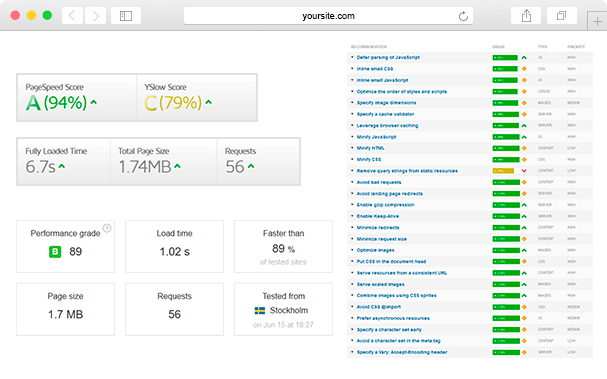 yoursite.com
PageSpeed Score
A (94%)
YSlow Score
C (79%)
Fully Loaded Time
6.7s
Total Page Size
1.74MB
Requests
56
Performance grade ?
B 89
Load time
1.02 s
Faster than
89 %
of tested sites
Page size
1.7 MB
Requests
56
Tested from
Stockholm
on Jun 15 at 19:27
RECOMMENDATION GRADE TYPE PRIORITY
Defer parsing of JavaScript JS HIGH
Inline small CSS CSS HIGH
Inline small JavaScript JS HIGH
Optimize the order of styles and scripts CSS/JS HIGH
Specify image dimensions IMAGES MEDIUM
Specify a cache validator SERVER HIGH
Leverage browser caching SERVER HIGH
Minify JavaScript JS HIGH
Minify HTML CONTENT LOW
Minify CSS CSS HIGH
Remove query strings from static resources CONTENT LOW
Avoid bad requests CONTENT HIGH
Avoid landing page redirects SERVER HIGH
Enable gzip compression SERVER HIGH
Enable Keep-Alive SERVER HIGH
Minimize redirects CONTENT HIGH
Minimize request size CONTENT HIGH
Optimize images IMAGES HIGH
Put CSS in the document head CSS HIGH
Serve resources from a consistent URL CONTENT HIGH
Serve scaled images IMAGES HIGH
Combine images using CSS sprites IMAGES HIGH
Avoid CSS @import CSS MEDIUM
Prefer asynchronous resources JS MEDIUM
Specify a character set early CONTENT MEDIUM
Avoid a character set in the meta tag CONTENT LOW
Specify a Vary: Accept-Encoding header SERVER LOW